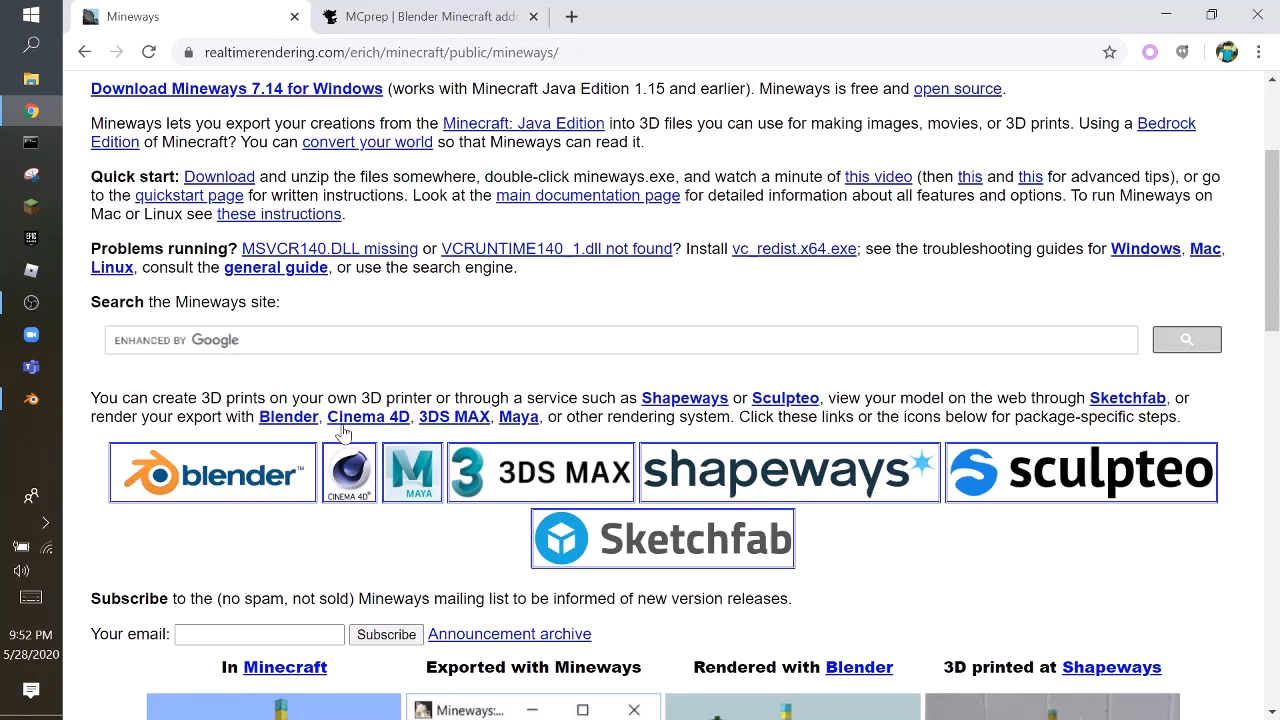 Mineways
MCprep | Blender Minecraft add
realtimerendering.com/erich/minecraft/public/mineways/
Download Mineways 7.14 for Windows (works with Minecraft Java Edition 1.15 and earlier). Mineways is free and open source.
Mineways lets you export your creations from the Minecraft: Java Edition into 3D files you can use for making images, movies, or 3D prints. Using a Bedrock
Edition of Minecraft? You can convert your world so that Mineways can read it.
Quick start: Download and unzip the files somewhere, double-click mineways.exe, and watch a minute of this video (then this and this for advanced tips), or go
to the quickstart page for written instructions. Look at the main documentation page for detailed information about all features and options. To run Mineways on
Mac or Linux see these instructions.
Problems running? MSVCR140.DLL missing or VCRUNTIME140_1.dll not found? Install vc_redist.x64.exe; see the troubleshooting guides for Windows, Mac,
Linux, consult the general guide, or use the search engine.
Search the Mineways site:
ENHANCED BY Google
You can create 3D prints on your own 3D printer or through a service such as Shapeways or Sculpteo, view your model on the web through Sketchfab, or
render your export with Blender, Cinema 4D, 3DS MAX, Maya, or other rendering system. Click these links or the icons below for package-specific steps.
blender™ CINEMA 4D® MAYA 3DS MAX shapeways sculpteo
Sketchfab
Subscribe to the (no spam, not sold) Mineways mailing list to be informed of new version releases.
Your email: Subscribe Announcement archive
In Minecraft Exported with Mineways Rendered with Blender 3D printed at Shapeways
Mineways:...
9:52 PM
5/28/2020